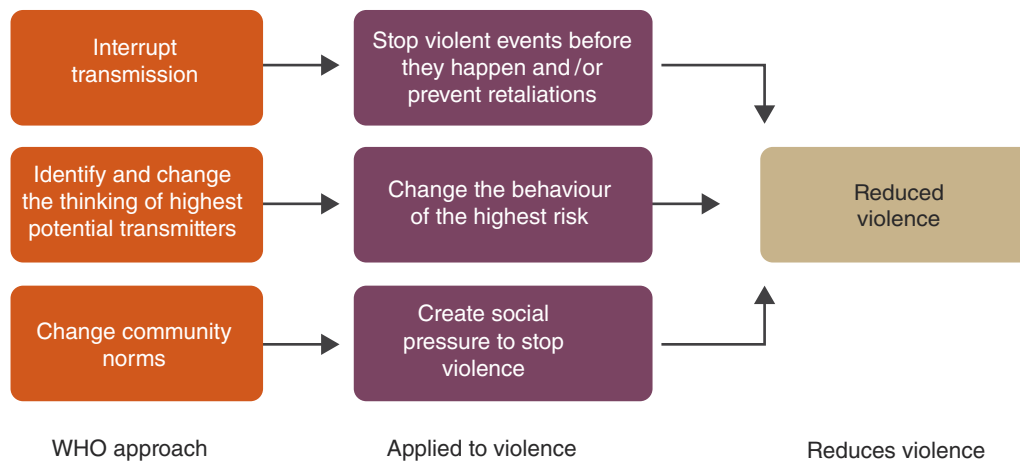 Interrupt
transmission
Stop violent events before
they happen and/or
prevent retaliations
Identify and change
the thinking of highest
potential transmitters
Change the behaviour
of the highest risk
Reduced
violence
Change community
norms
Create social
pressure to stop
violence
WHO approach
Applied to violence
Reduces violence